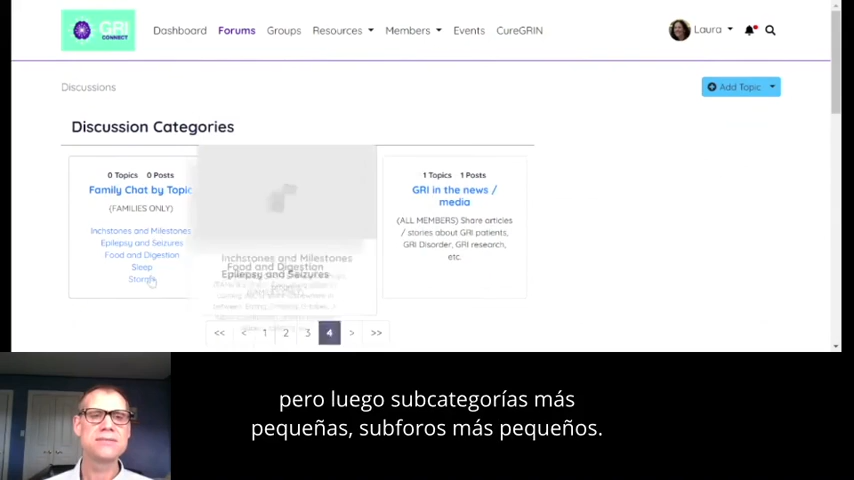 GRI
CONNECT
Dashboard
Forums
Groups
Resources
Members
Events
CureGRIN
Laura
Discussions
Add Topic
Discussion Categories
0 Topics 0 Posts
Family Chat by Topic
(FAMILIES ONLY)
Inchstones and Milestones
Epilepsy and Seizures
Food and Digestion
Sleep
Inchstones and Milestones
Food and Digestion
Epilepsy and Seizures
1 Topics 1 Posts
GRI in the news /
media
(ALL MEMBERS) Share articles
/ stories about GRI patients,
GRI Disorder, GRI research,
etc.
<< < 1 2 3 4 > >>
pero luego subcategorías más
pequeñas, subforos más pequeños.